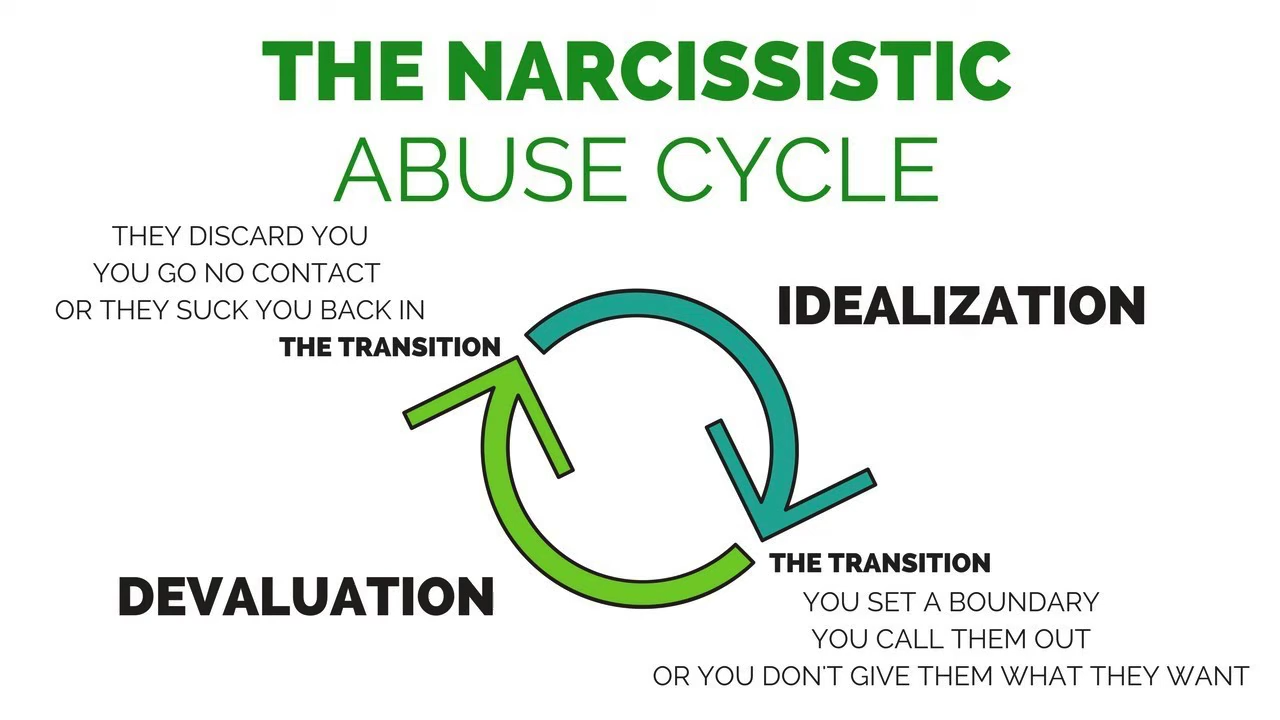 THE NARCISSISTIC
ABUSE CYCLE
THEY DISCARD YOU
YOU GO NO CONTACT
OR THEY SUCK YOU BACK IN
THE TRANSITION
IDEALIZATION
DEVALUATION
THE TRANSITION
YOU SET A BOUNDARY
YOU CALL THEM OUT
OR YOU DON'T GIVE THEM WHAT THEY WANT